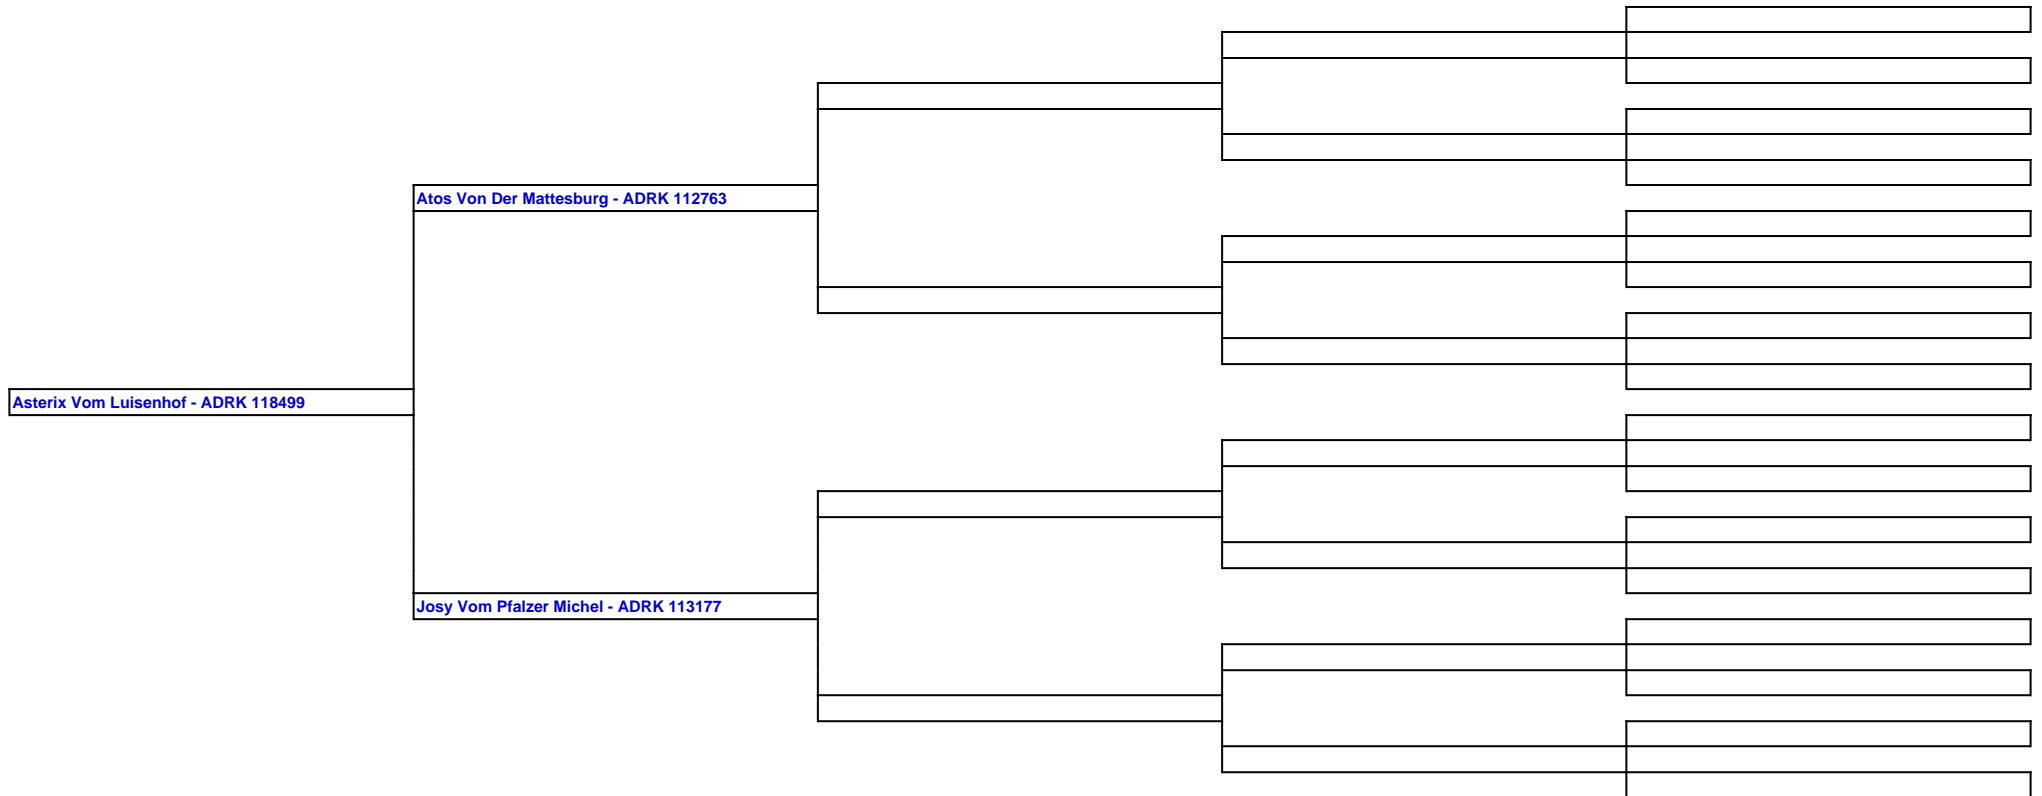 Atos Von Der Mattesburg - ADRK 112763
Asterix Vom Luisenhof - ADRK 118499
Josy Vom Pfalzer Michel - ADRK 113177